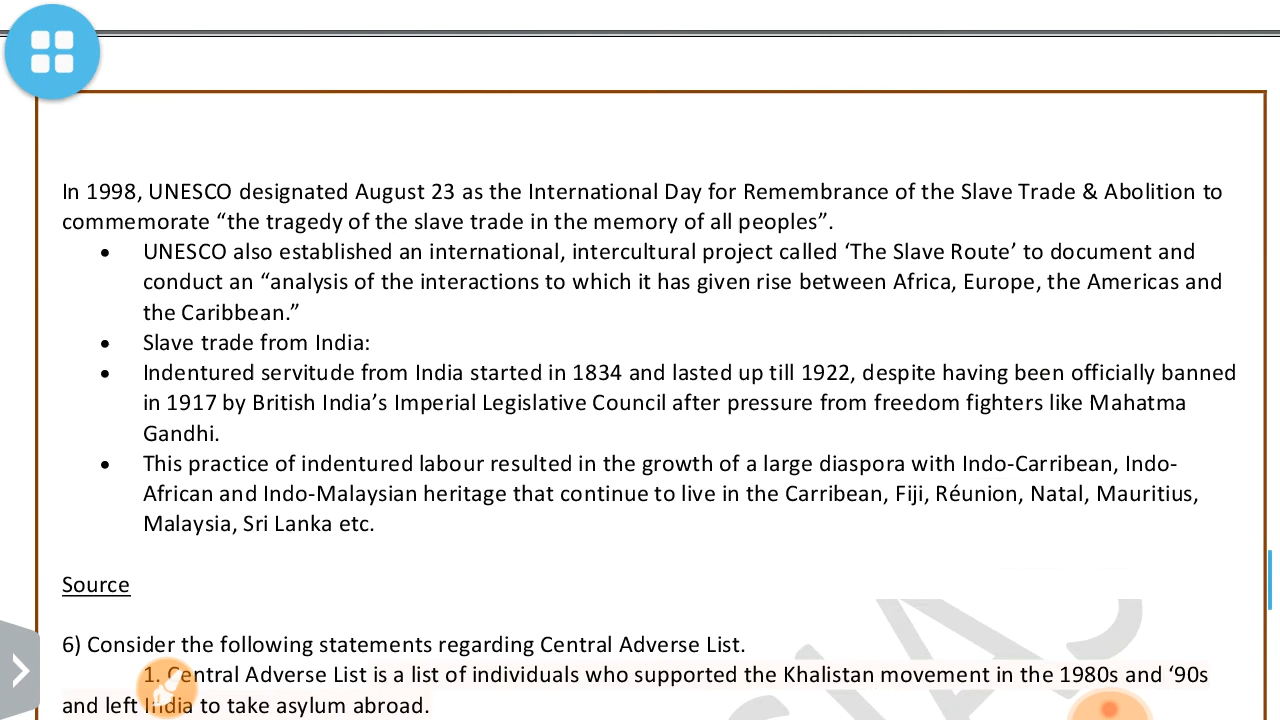 In 1998, UNESCO designated August 23 as the International Day for Remembrance of the Slave Trade & Abolition to
commemorate “the tragedy of the slave trade in the memory of all peoples”.
• UNESCO also established an international, intercultural project called ‘The Slave Route’ to document and
conduct an “analysis of the interactions to which it has given rise between Africa, Europe, the Americas and
the Caribbean.”
• Slave trade from India:
• Indentured servitude from India started in 1834 and lasted up till 1922, despite having been officially banned
in 1917 by British India’s Imperial Legislative Council after pressure from freedom fighters like Mahatma
Gandhi.
• This practice of indentured labour resulted in the growth of a large diaspora with Indo-Carribean, Indo-
African and Indo-Malaysian heritage that continue to live in the Carribean, Fiji, Réunion, Natal, Mauritius,
Malaysia, Sri Lanka etc.
Source
6) Consider the following statements regarding Central Adverse List.
1. Central Adverse List is a list of individuals who supported the Khalistan movement in the 1980s and ‘90s
and left India to take asylum abroad.